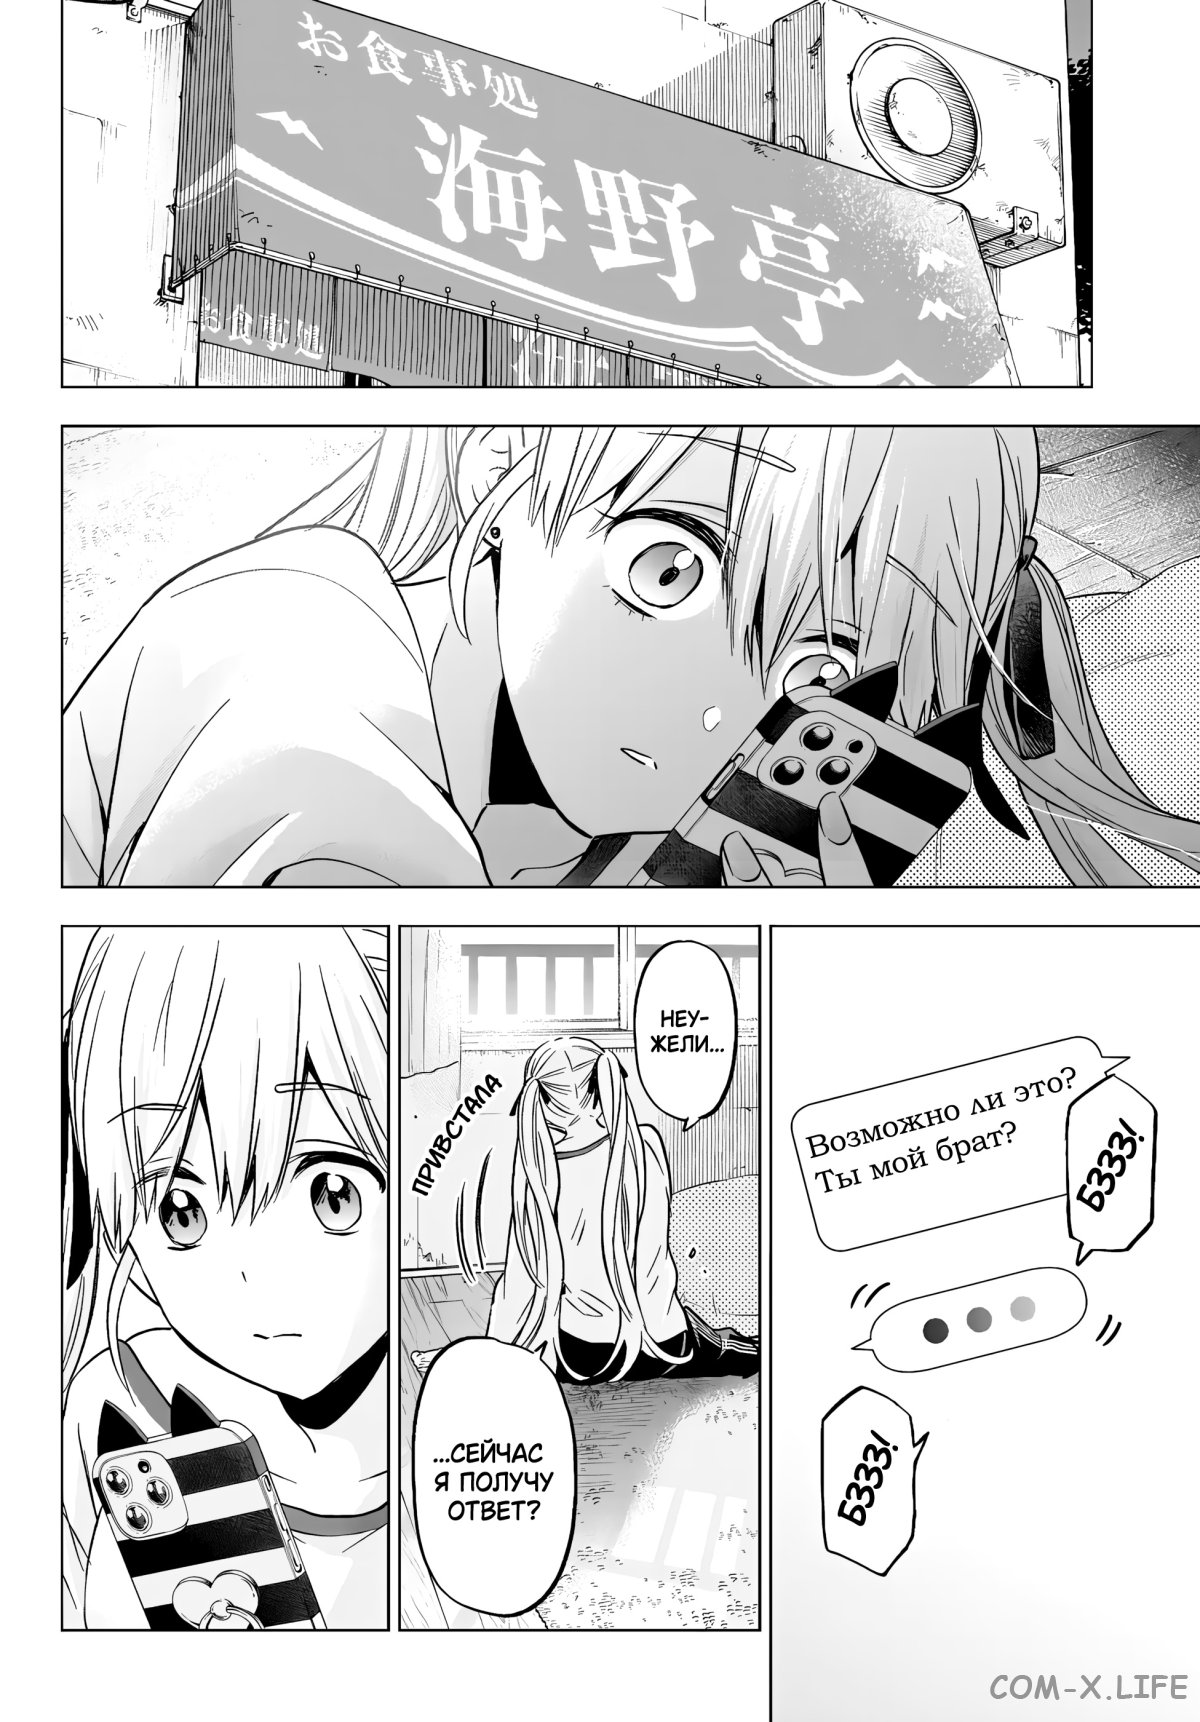 お食事処
海野亭
お食事処
Возможно ли это?
Ты мой брат?
БЗЗЗ!
БЗЗЗ!
НЕУ-
ЖЕЛИ...
ПРИВСТАЛА
...СЕЙЧАС
Я ПОЛУЧУ
ОТВЕТ?
COM-X.LIFE